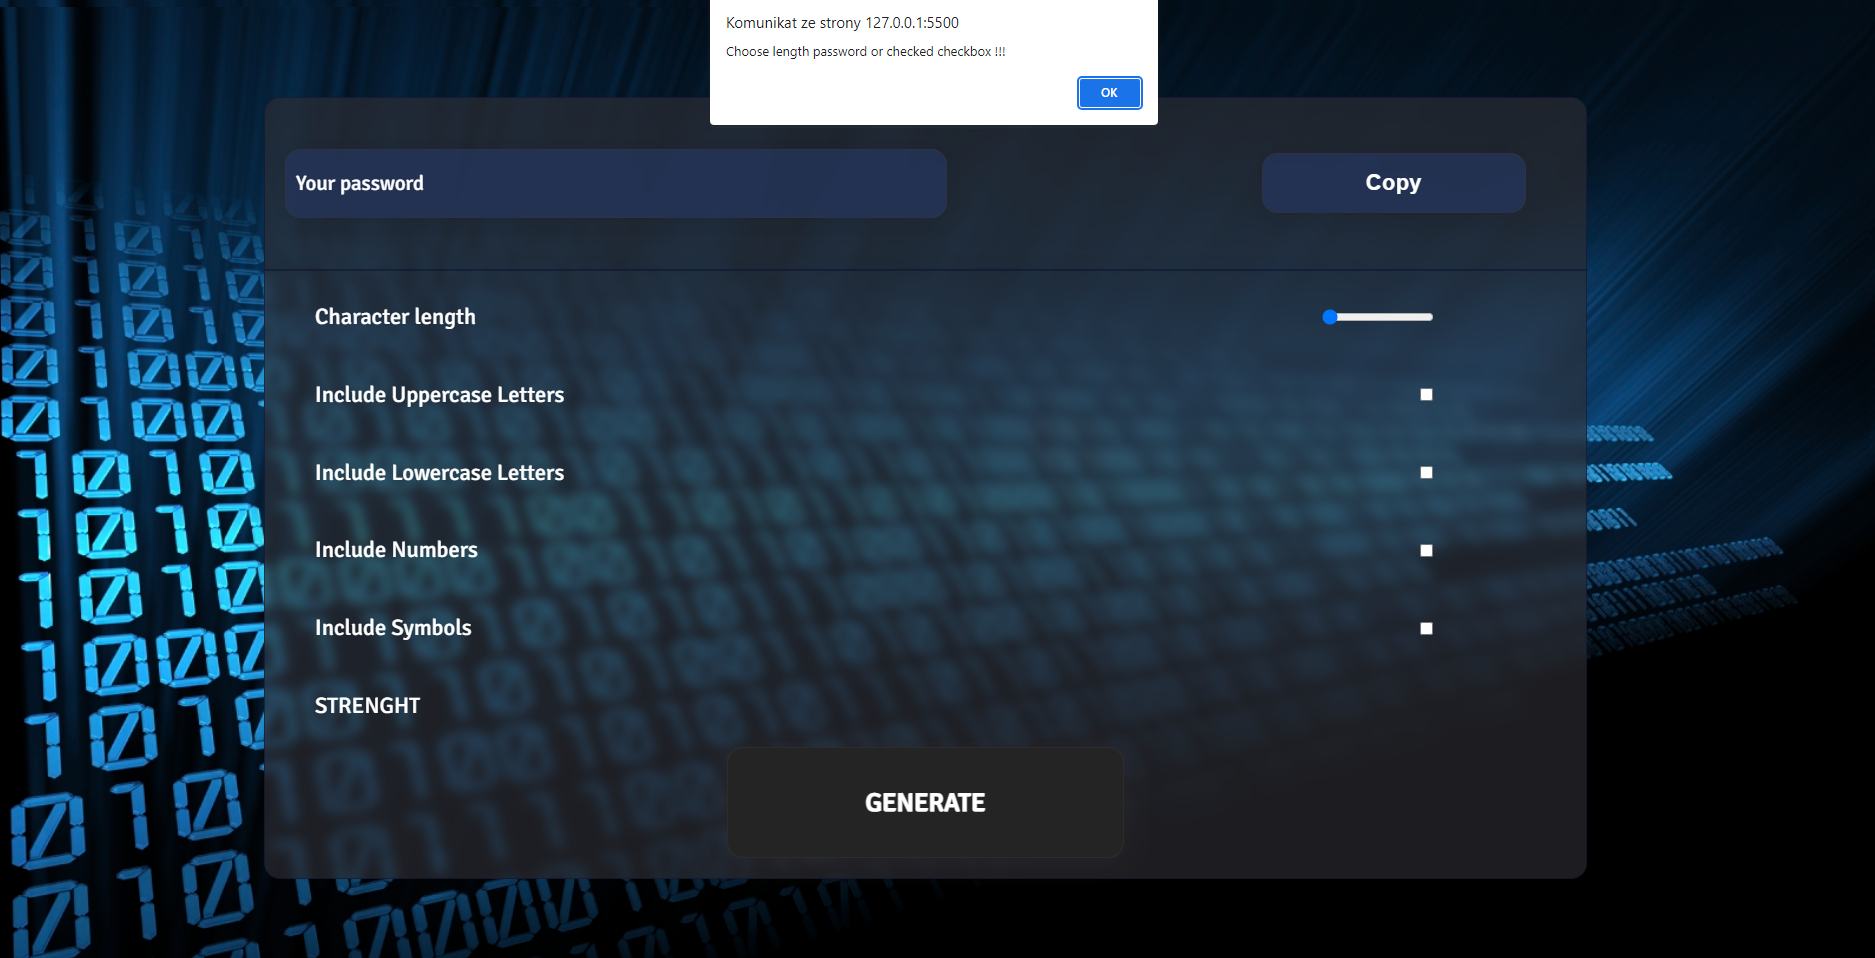 Komunikat ze strony 127.0.0.1:5500
Choose length password or checked checkbox !!!
OK
Your password
Copy
Character length
Include Uppercase Letters
Include Lowercase Letters
Include Numbers
Include Symbols
STRENGHT
GENERATE